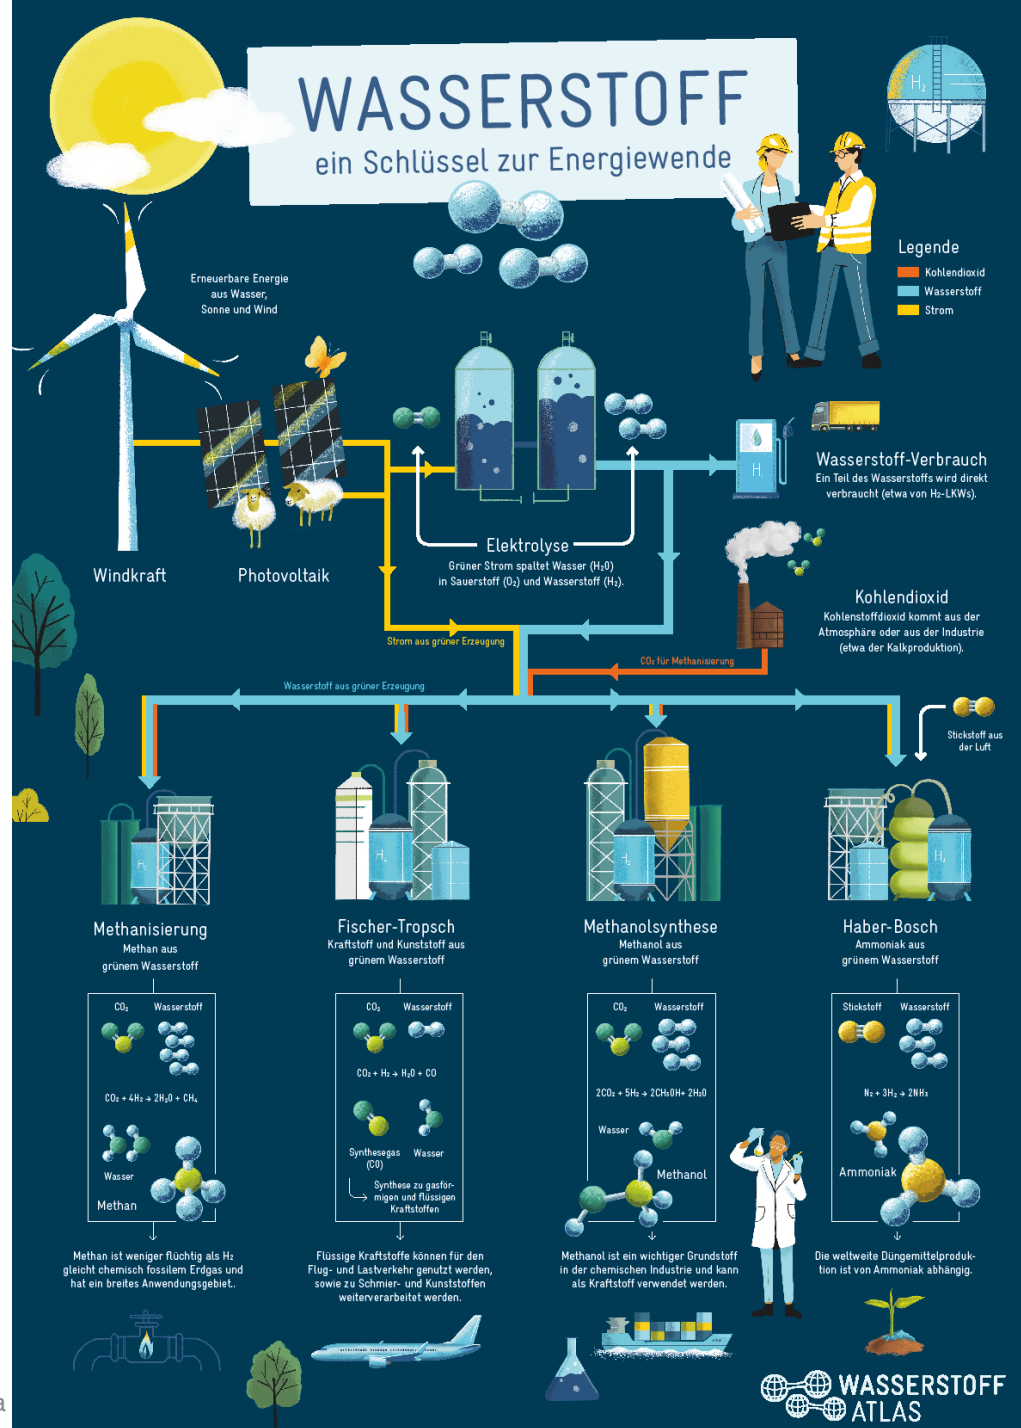 WASSERSTOFF
ein Schlüssel zur Energiewende
H₂
Legende
Kohlendioxid
Wasserstoff
Strom
Erneuerbare Energie
aus Wasser,
Sonne und Wind
Windkraft
Photovoltaik
Elektrolyse
Grüner Strom spaltet Wasser (H₂O)
in Sauerstoff (O₂) und Wasserstoff (H₂).
H
Wasserstoff-Verbrauch
Ein Teil des Wasserstoffs wird direkt
verbraucht (etwa von H₂-LKWs).
Kohlendioxid
Kohlenstoffdioxid kommt aus der
Atmosphäre oder aus der Industrie
(etwa der Kalkproduktion).
Strom aus grüner Erzeugung
CO₂ für Methanisierung
Wasserstoff aus grüner Erzeugung
Stickstoff aus
der Luft
H₂
H₂
H₂
H₂
Methanisierung
Methan aus
grünem Wasserstoff
CO₂ Wasserstoff
CO₂ + 4H₂ → 2H₂O + CH₄
Wasser
Methan
Methan ist weniger flüchtig als H₂
gleicht chemisch fossilem Erdgas und
hat ein breites Anwendungsgebiet..
Fischer-Tropsch
Kraftstoff und Kunststoff aus
grünem Wasserstoff
CO₂ Wasserstoff
CO₂ + H₂ → H₂O + CO
Synthesegas
(CO)
Wasser
Synthese zu gasför-
migen und flüssigen
Kraftstoffen
Flüssige Kraftstoffe können für den
Flug- und Lastverkehr genutzt werden,
sowie zu Schmier- und Kunststoffen
weiterverarbeitet werden.
Methanolsynthese
Methanol aus
grünem Wasserstoff
CO₂ Wasserstoff
2CO₂ + 5H₂ → 2CH₃OH+ 2H₂O
Wasser
Methanol
Methanol ist ein wichtiger Grundstoff
in der chemischen Industrie und kann
als Kraftstoff verwendet werden.
Haber-Bosch
Ammoniak aus
grünem Wasserstoff
Stickstoff Wasserstoff
N₂ + 3H₂ → 2NH₃
Ammoniak
Die weltweite Düngemittelproduk-
tion ist von Ammoniak abhängig.
WASSERSTOFF
ATLAS
a